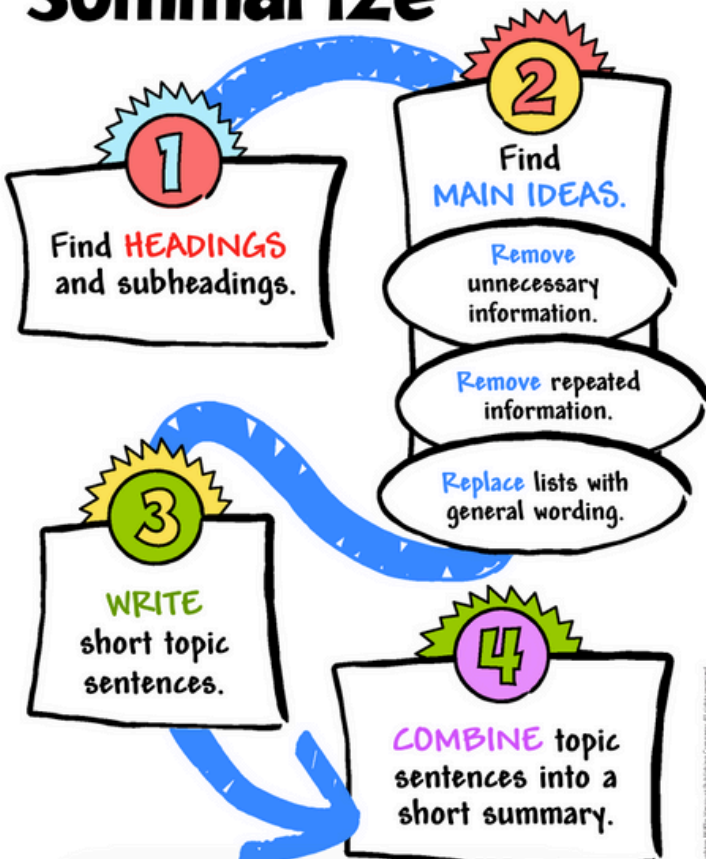 Summarize
1
Find HEADINGS
and subheadings.
2
Find
MAIN IDEAS.
Remove
unnecessary
information.
Remove repeated
information.
Replace lists with
general wording.
3
WRITE
short topic
sentences.
4
COMBINE topic
sentences into a
short summary.